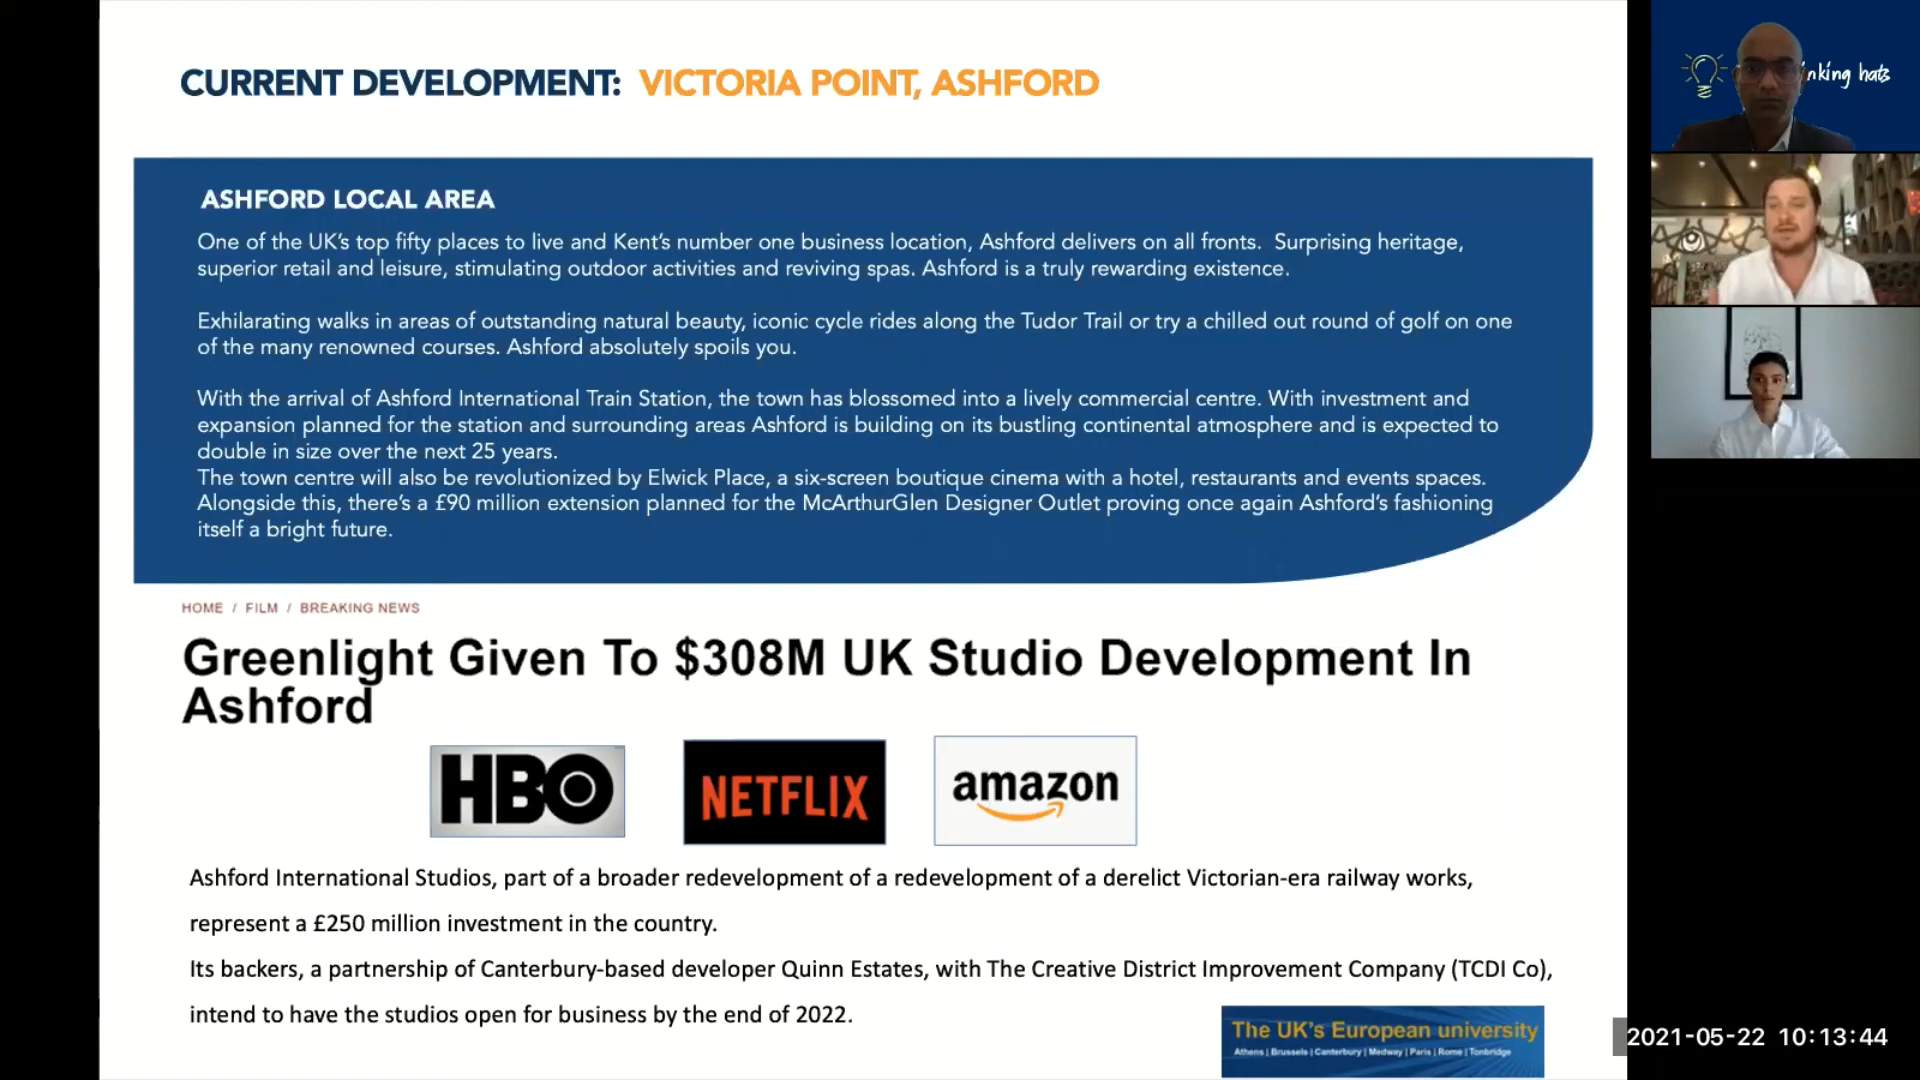 CURRENT DEVELOPMENT: VICTORIA POINT, ASHFORD
ASHFORD LOCAL AREA
One of the UK's top fifty places to live and Kent's number one business location, Ashford delivers on all fronts. Surprising heritage,
superior retail and leisure, stimulating outdoor activities and reviving spas. Ashford is a truly rewarding existence.
Exhilarating walks in areas of outstanding natural beauty, iconic cycle rides along the Tudor Trail or try a chilled out round of golf on one
of the many renowned courses. Ashford absolutely spoils you.
With the arrival of Ashford International Train Station, the town has blossomed into a lively commercial centre. With investment and
expansion planned for the station and surrounding areas Ashford is building on its bustling continental atmosphere and is expected to
double in size over the next 25 years.
The town centre will also be revolutionized by Elwick Place, a six-screen boutique cinema with a hotel, restaurants and events spaces.
Alongside this, there's a £90 million extension planned for the McArthurGlen Designer Outlet proving once again Ashford's fashioning
itself a bright future.
HOME / FILM / BREAKING NEWS
Greenlight Given To $308M UK Studio Development In
Ashford
HBO
NETFLIX
amazon
Ashford International Studios, part of a broader redevelopment of a redevelopment of a derelict Victorian-era railway works,
represent a £250 million investment in the country.
Its backers, a partnership of Canterbury-based developer Quinn Estates, with The Creative District Improvement Company (TCDI Co),
intend to have the studios open for business by the end of 2022.
The UK's European university
Athens | Brussels | Canterbury | Medway | Paris | Rome | Tonbridge
nking hats
2021-05-22 10:13:44